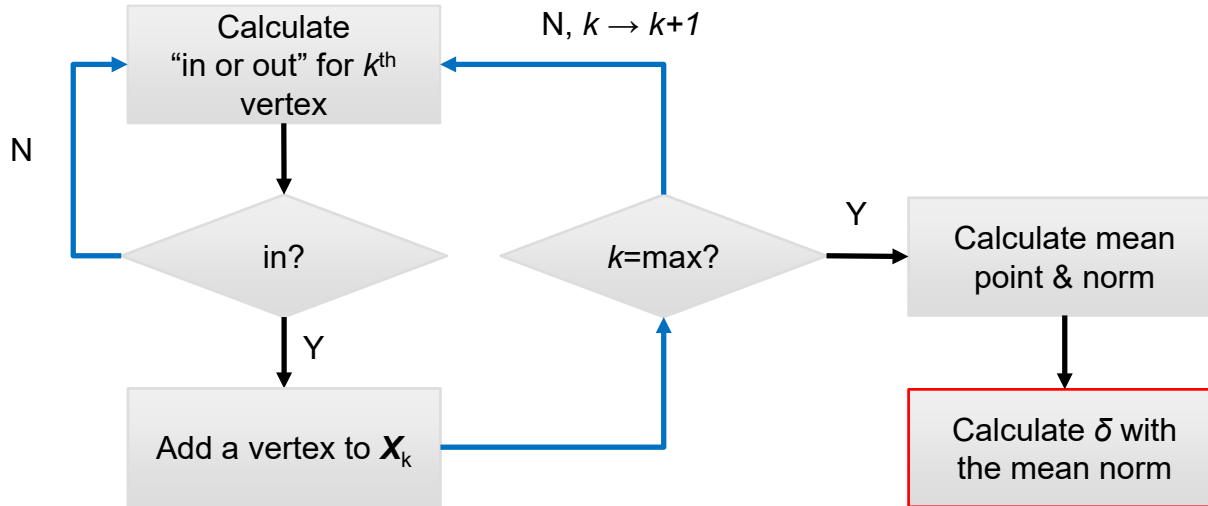 Calculate
“in or out” for kth
vertex
N, k → k+1
N
in?
k=max?
Y
Calculate mean
point & norm
Y
Add a vertex to Xk
Calculate δ with
the mean norm